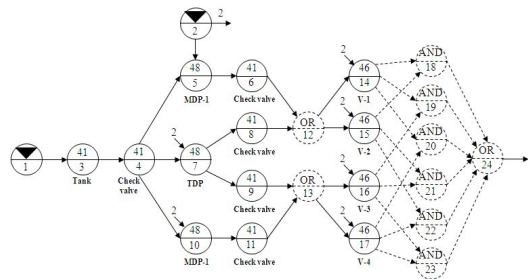 2
2
48
5
MDP-1
41
6
Check valve
2
46
14
V-1
AND
18
OR
12
AND
19
41
8
Check valve
2
46
15
V-2
AND
20
1
41
3
Tank
41
4
Check
valve
2
48
7
TDP
OR
24
41
9
Check valve
OR
13
2
46
16
V-3
AND
21
2
48
10
MDP-1
41
11
Check valve
2
46
17
V-4
AND
22
AND
23